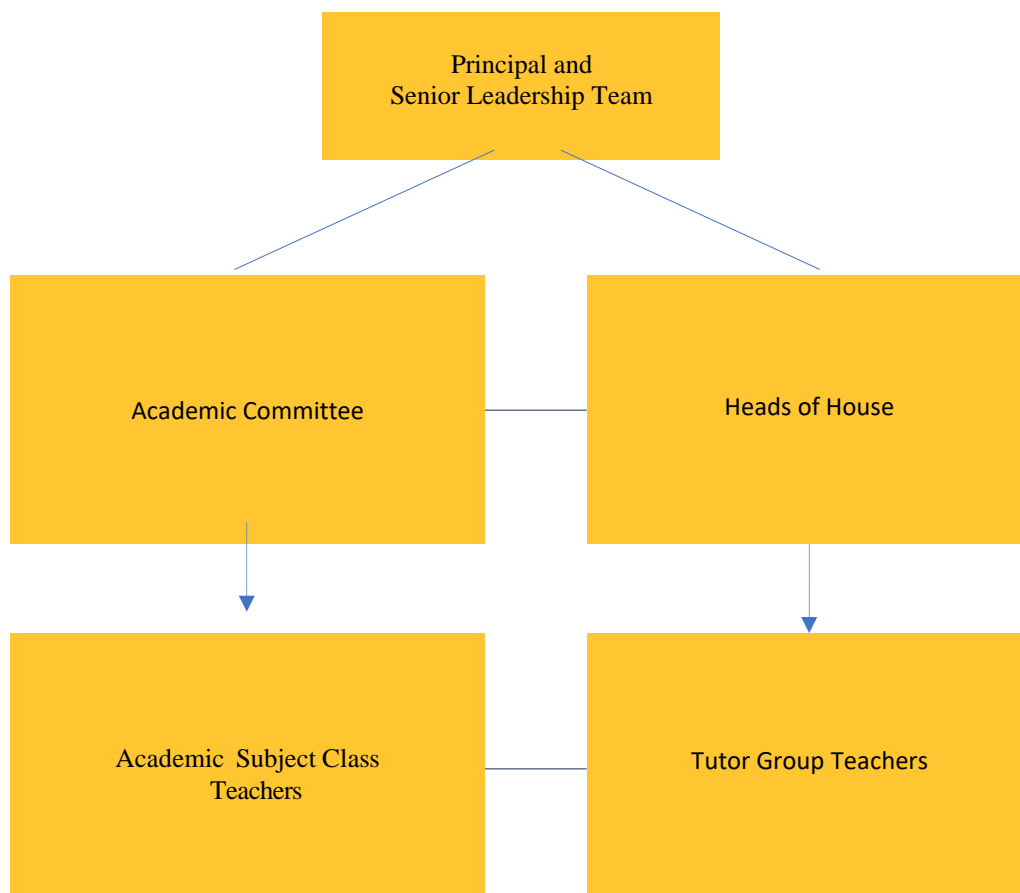 Principal and
Senior Leadership Team
Academic Committee
Heads of House
Academic  Subject Class
Teachers
Tutor Group Teachers